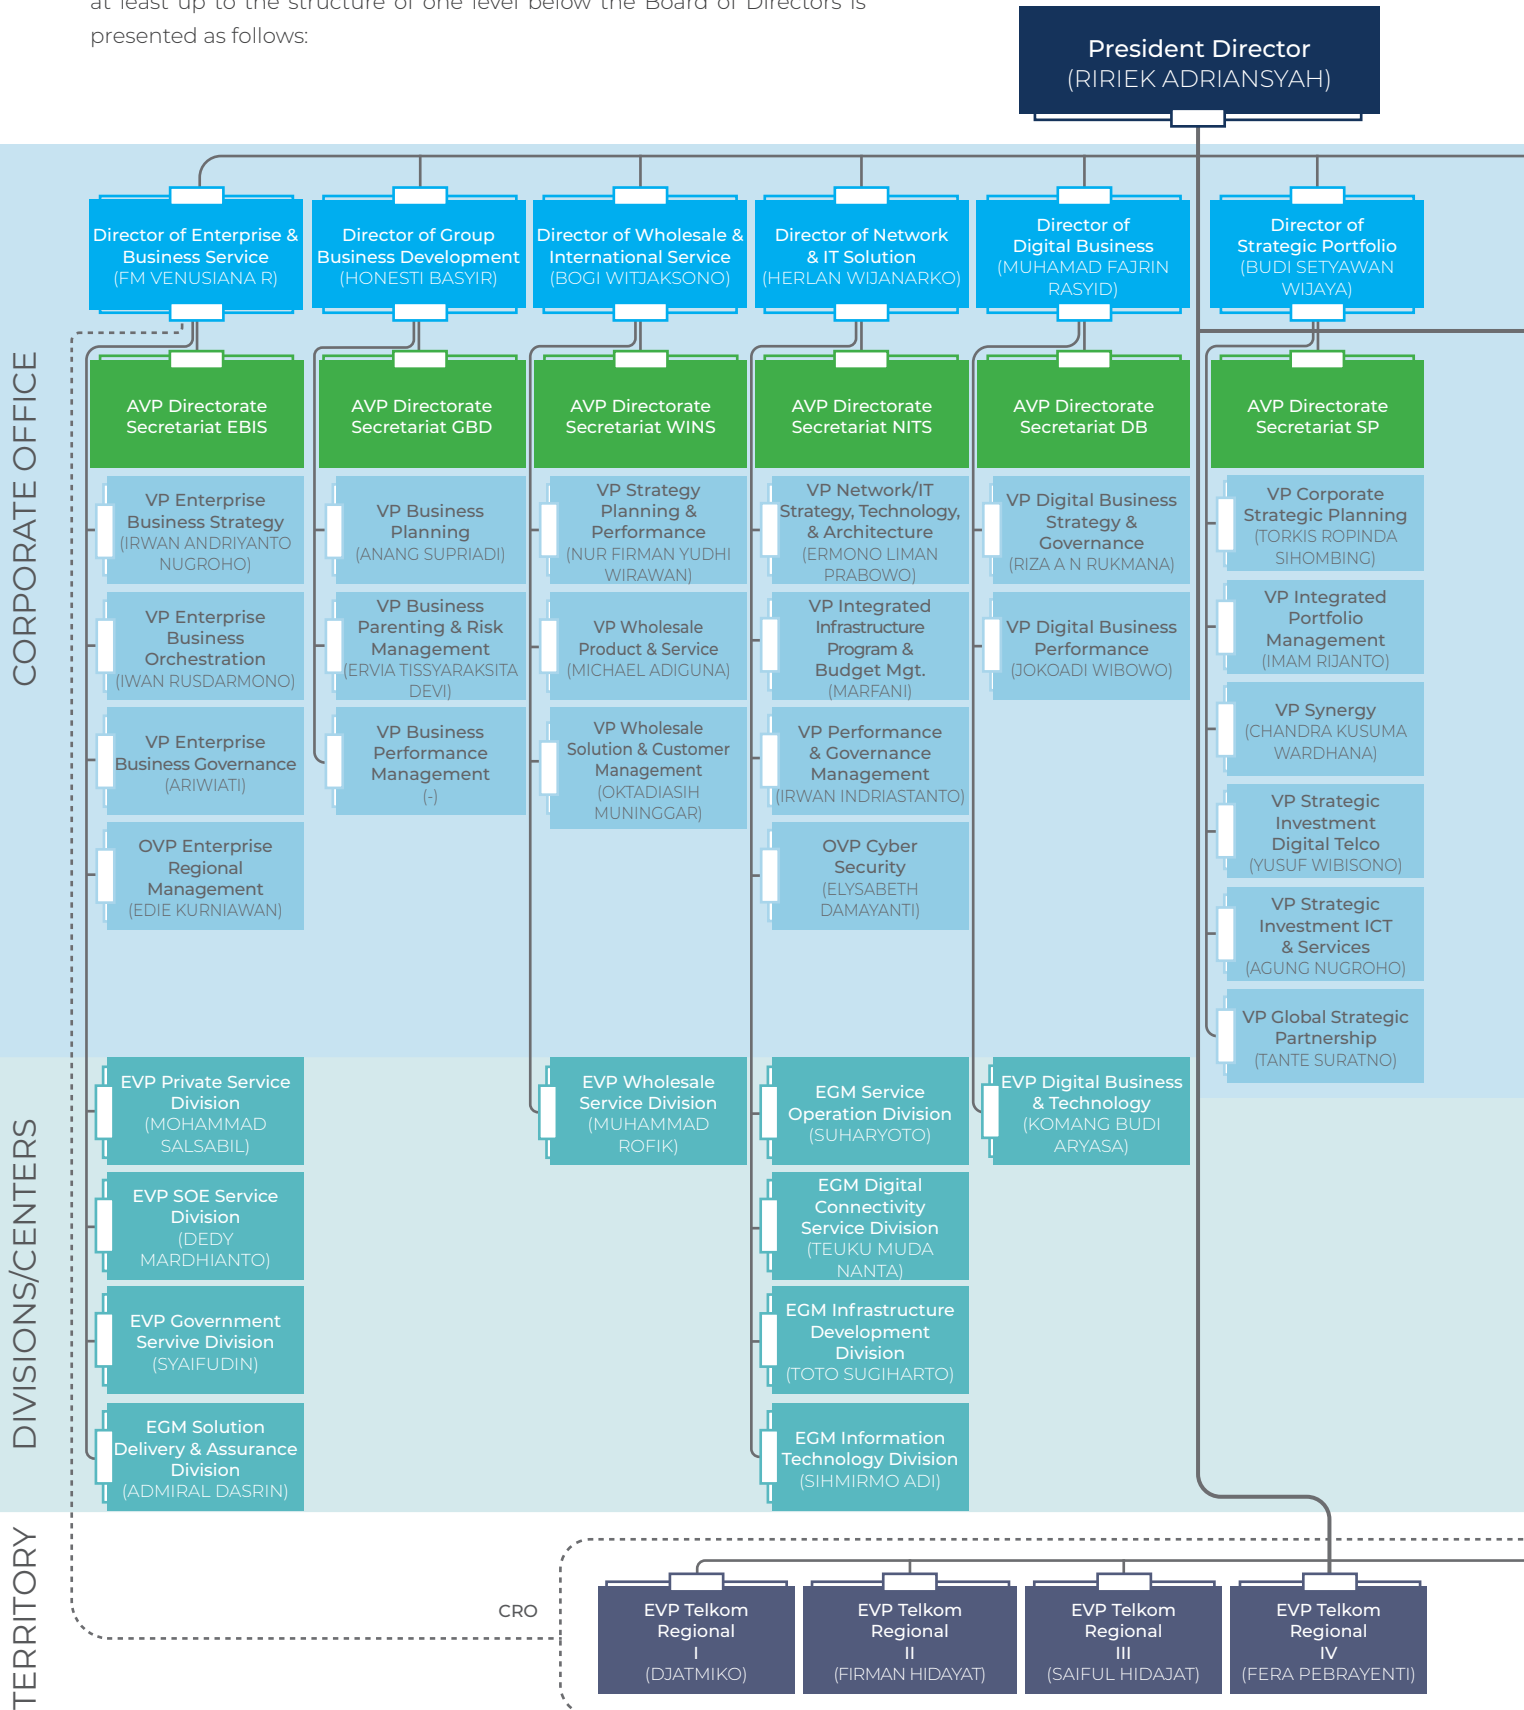 at least up to the structure of one level below the Board of Directors is
presented as follows:
President Director
(RIRIEK ADRIANSYAH)
CORPORATE OFFICE
Director of Enterprise &
Business Service
(FM VENUSIANA R)
Director of Group
Business Development
(HONESTI BASYIR)
Director of Wholesale &
International Service
(BOGI WITJAKSONO)
Director of Network
& IT Solution
(HERLAN WIJANARKO)
Director of
Digital Business
(MUHAMAD FAJRIN
RASYID)
Director of
Strategic Portfolio
(BUDI SETYAWAN
WIJAYA)
AVP Directorate
Secretariat EBIS
AVP Directorate
Secretariat GBD
AVP Directorate
Secretariat WINS
AVP Directorate
Secretariat NITS
AVP Directorate
Secretariat DB
AVP Directorate
Secretariat SP
VP Enterprise
Business Strategy
(IRWAN ANDRIYANTO
NUGROHO)
VP Enterprise
Business
Orchestration
(IWAN RUSDARMONO)
VP Enterprise
Business Governance
(ARIWIATI)
OVP Enterprise
Regional
Management
(EDIE KURNIAWAN)
VP Business
Planning
(ANANG SUPRIADI)
VP Business
Parenting & Risk
Management
(ERVIA TISSYARAKSITA
DEVI)
VP Business
Performance
Management
(-)
VP Strategy
Planning &
Performance
(NUR FIRMAN YUDHI
WIRAWAN)
VP Wholesale
Product & Service
(MICHAEL ADIGUNA)
VP Wholesale
Solution & Customer
Management
(OKTADIASIH
MUNINGGAR)
VP Network/IT
Strategy, Technology,
& Architecture
(ERMONO LIMAN
PRABOWO)
VP Integrated
Infrastructure
Program &
Budget Mgt.
(MARFANI)
VP Performance
& Governance
Management
(IRWAN INDRIASTANTO)
OVP Cyber
Security
(ELYSABETH
DAMAYANTI)
VP Digital Business
Strategy &
Governance
(RIZA A N RUKMANA)
VP Digital Business
Performance
(JOKOADI WIBOWO)
VP Corporate
Strategic Planning
(TORKIS ROPINDA
SIHOMBING)
VP Integrated
Portfolio
Management
(IMAM RIJANTO)
VP Synergy
(CHANDRA KUSUMA
WARDHANA)
VP Strategic
Investment
Digital Telco
(YUSUF WIBISONO)
VP Strategic
Investment ICT
& Services
(AGUNG NUGROHO)
VP Global Strategic
Partnership
(TANTE SURATNO)
DIVISIONS/CENTERS
EVP Private Service
Division
(MOHAMMAD
SALSABIL)
EVP SOE Service
Division
(DEDY
MARDHIANTO)
EVP Government
Servive Division
(SYAIFUDIN)
EGM Solution
Delivery & Assurance
Division
(ADMIRAL DASRIN)
EVP Wholesale
Service Division
(MUHAMMAD
ROFIK)
EGM Service
Operation Division
(SUHARYOTO)
EGM Digital
Connectivity
Service Division
(TEUKU MUDA
NANTA)
EGM Infrastructure
Development
Division
(TOTO SUGIHARTO)
EGM Information
Technology Division
(SIHMIRMO ADI)
EVP Digital Business
& Technology
(KOMANG BUDI
ARYASA)
TERRITORY
CRO
EVP Telkom
Regional
I
(DJATMIKO)
EVP Telkom
Regional
II
(FIRMAN HIDAYAT)
EVP Telkom
Regional
III
(SAIFUL HIDAJAT)
EVP Telkom
Regional
IV
(FERA PEBRAYENTI)